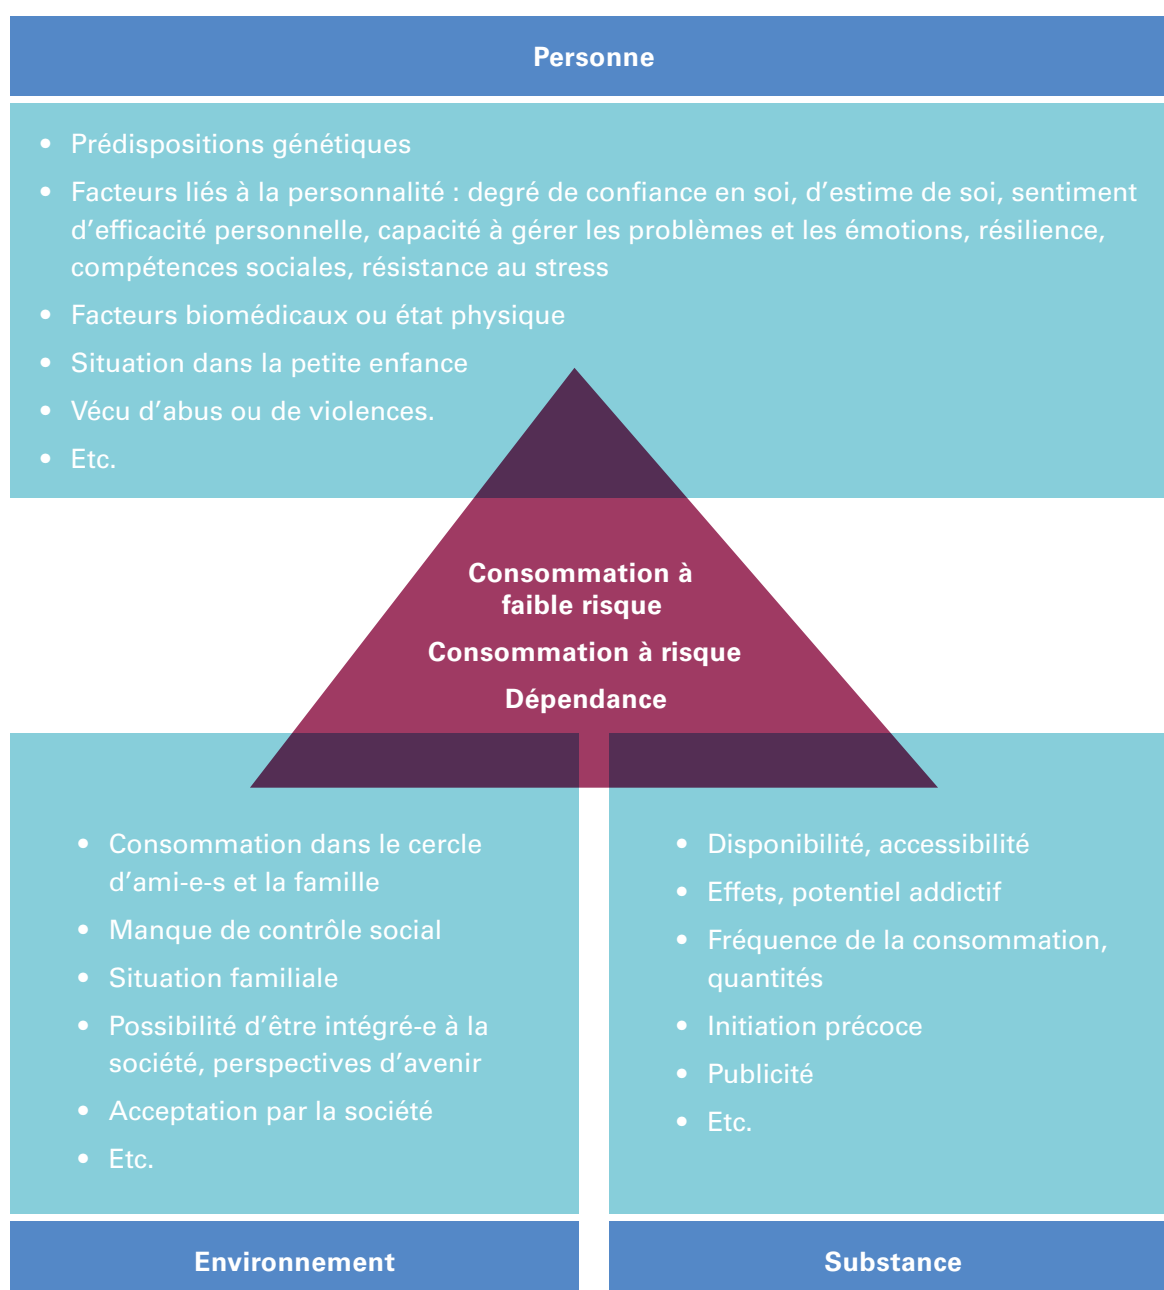 Personne
• Prédispositions génétiques
• Facteurs liés à la personnalité : degré de confiance en soi, d’estime de soi, sentiment
d’efficacité personnelle, capacité à gérer les problèmes et les émotions, résilience,
compétences sociales, résistance au stress
• Facteurs biomédicaux ou état physique
• Situation dans la petite enfance
• Vécu d’abus ou de violences.
• Etc.
Consommation à
faible risque
Consommation à risque
Dépendance
• Consommation dans le cercle
d’ami-e-s et la famille
• Manque de contrôle social
• Situation familiale
• Possibilité d’être intégré-e à la
société, perspectives d’avenir
• Acceptation par la société
• Etc.
Environnement
• Disponibilité, accessibilité
• Effets, potentiel addictif
• Fréquence de la consommation,
quantités
• Initiation précoce
• Publicité
• Etc.
Substance